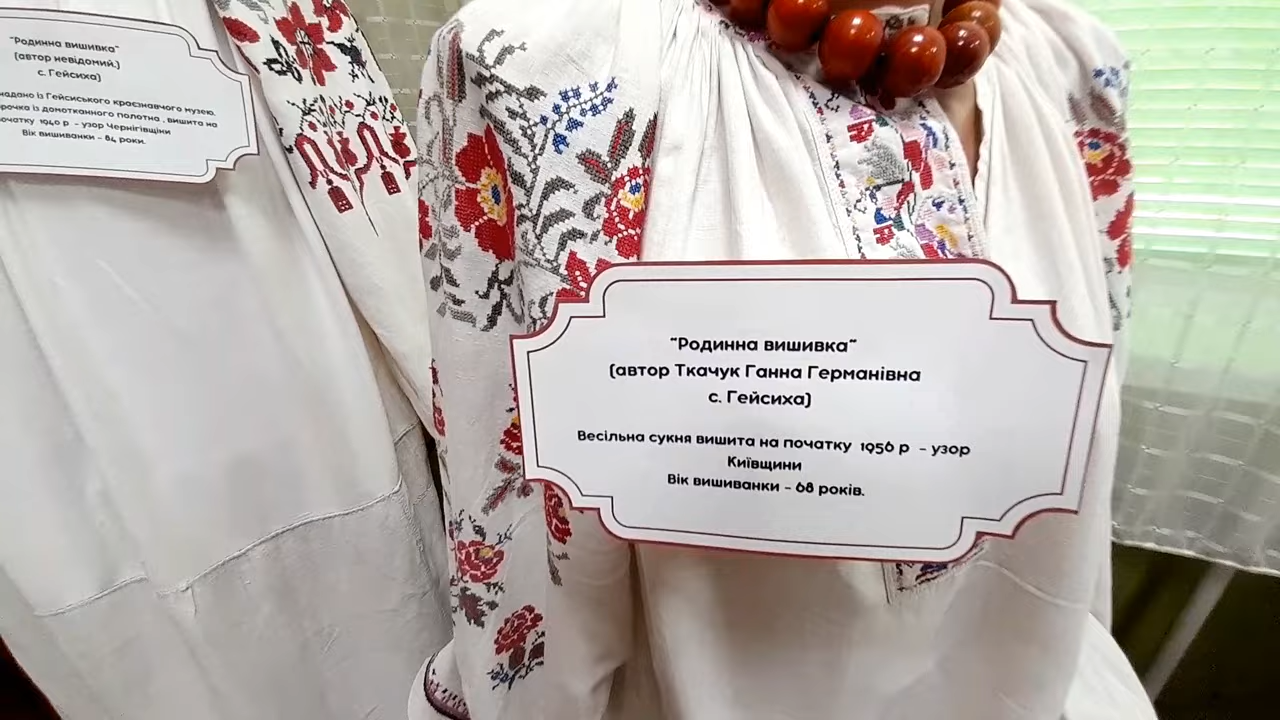 "Родинна вишивка"
(автор невідомий.)
с. Гейсиха)
надано із Гейсиського краєзнавчого музею.
із домотканного полотна , вишита на
початку 1940 р - узор Чернігівщіни
Вік вишиванки - 84 роки.
"Родинна вишивка"
(автор Ткачук Ганна Германівна
с. Гейсиха)
Весільна сукня вишита на початку 1956 р - узор
Київщини
Вік вишиванки - 68 років.